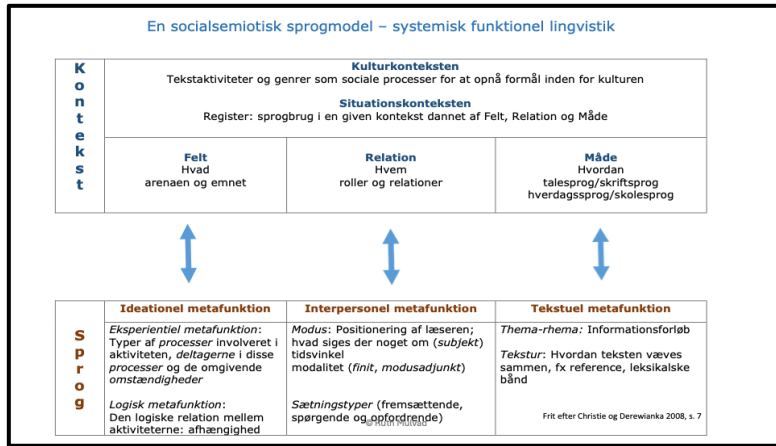 En socialsemiotisk sprogmodel – systemisk funktionel lingvistik
Kontekst
Kulturkonteksten
Tekstaktiviteter og genrer som sociale processer for at opnå formål inden for kulturen
Situationskonteksten
Register: sprogbrug i en given kontekst dannet af Felt, Relation og Måde
Felt
Hvad
arenaen og emnet
Relation
Hvem
roller og relationer
Måde
Hvordan
talesprog/skriftsprog
hverdagssprog/skolesprog
Sprog
Ideationel metafunktion
Eksperientiel metafunktion:
Typer af processer involveret i
aktiviteten, deltagerne i disse
processer og de omgivende
omstændigheder
Logisk metafunktion:
Den logiske relation mellem
aktiviteterne: afhængighed
Interpersonel metafunktion
Modus: Positionering af læseren;
hvad siges der noget om (subjekt)
tidsvinkel
modalitet (finit, modusadjunkt)
Sætningstyper (fremsættende,
spørgende og opfordrende)
© Ruth Mulvad
Tekstuel metafunktion
Thema-rhema: Informationsforløb
Tekstur: Hvordan teksten væves
sammen, fx reference, leksikalske
bånd
Frit efter Christie og Derewianka 2008, s. 7